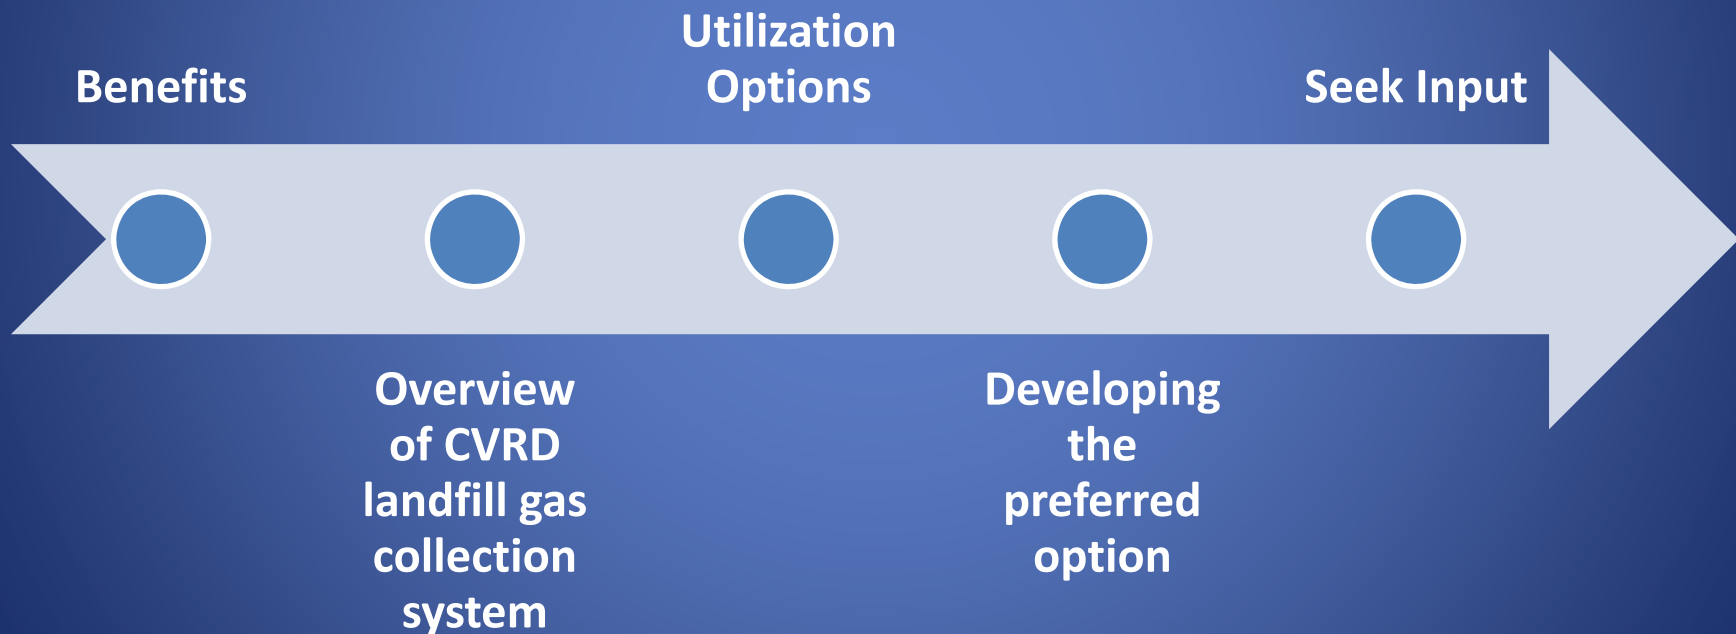 Benefits
Overview
of CVRD
landfill gas
collection
system
Utilization
Options
Developing
the
preferred
option
Seek Input